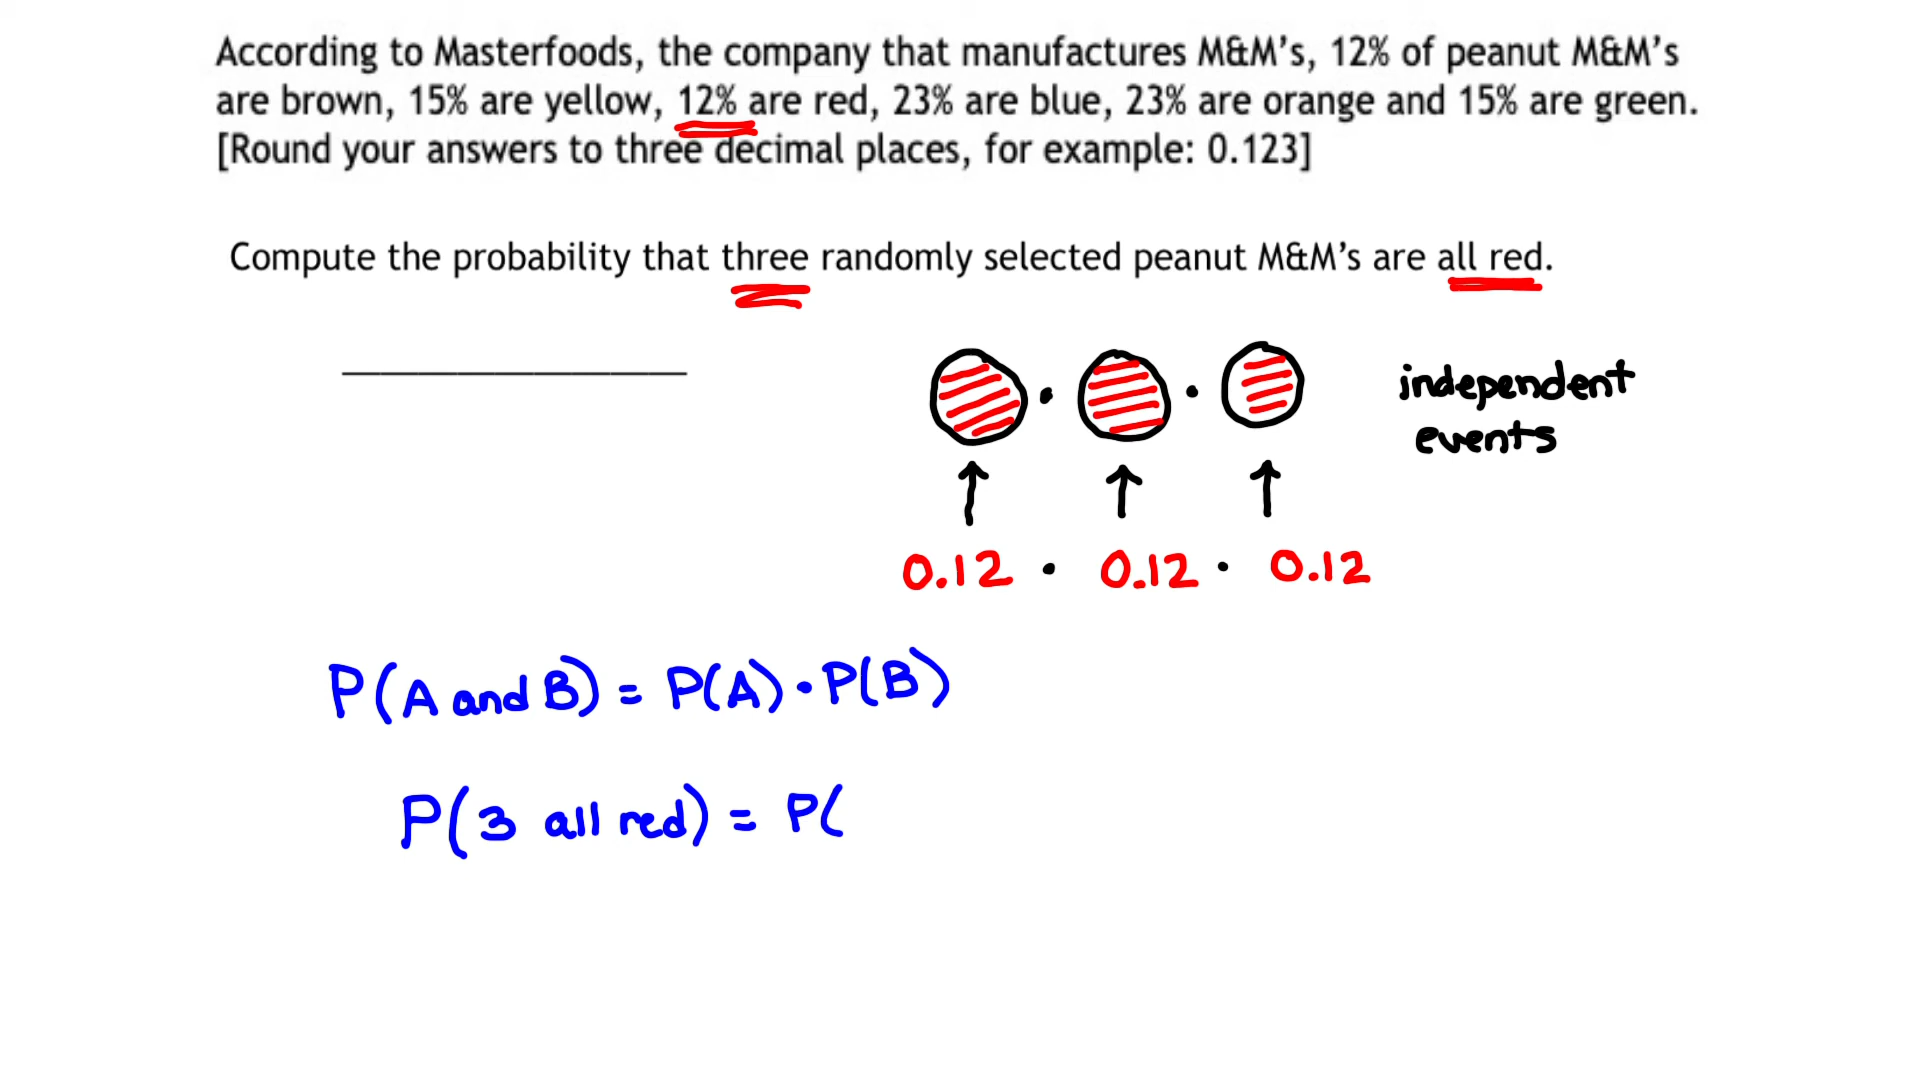 According to Masterfoods, the company that manufactures M&M's, 12% of peanut M&M's
are brown, 15% are yellow, 12% are red, 23% are blue, 23% are orange and 15% are green.
[Round your answers to three decimal places, for example: 0.123]
Compute the probability that three randomly selected peanut M&M's are all red.
independent
events
0.12 · 0.12 · 0.12
P(A and B) = P(A) · P(B)
P(3 all red) = P(